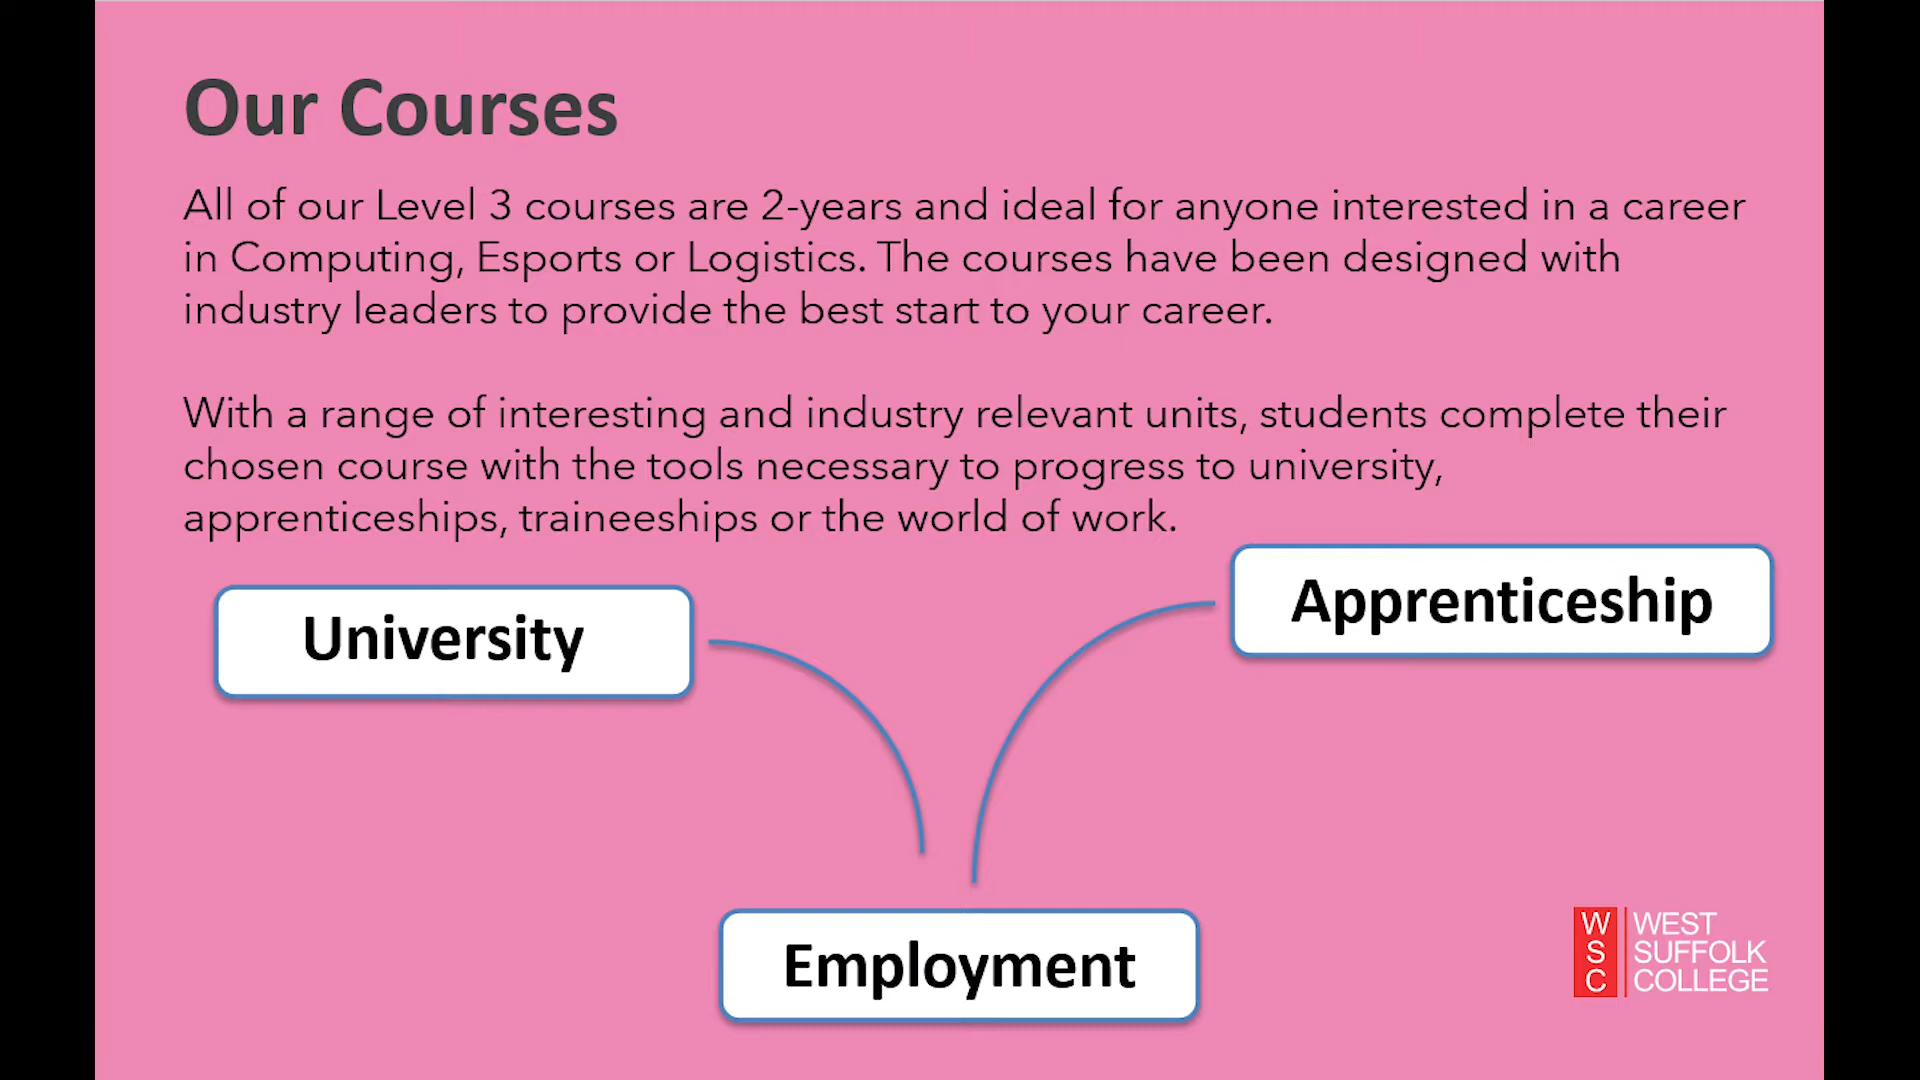 Our Courses
All of our Level 3 courses are 2-years and ideal for anyone interested in a career
in Computing, Esports or Logistics. The courses have been designed with
industry leaders to provide the best start to your career.
With a range of interesting and industry relevant units, students complete their
chosen course with the tools necessary to progress to university,
apprenticeships, traineeships or the world of work.
Apprenticeship
University
Employment
WSC
WEST
SUFFOLK
COLLEGE